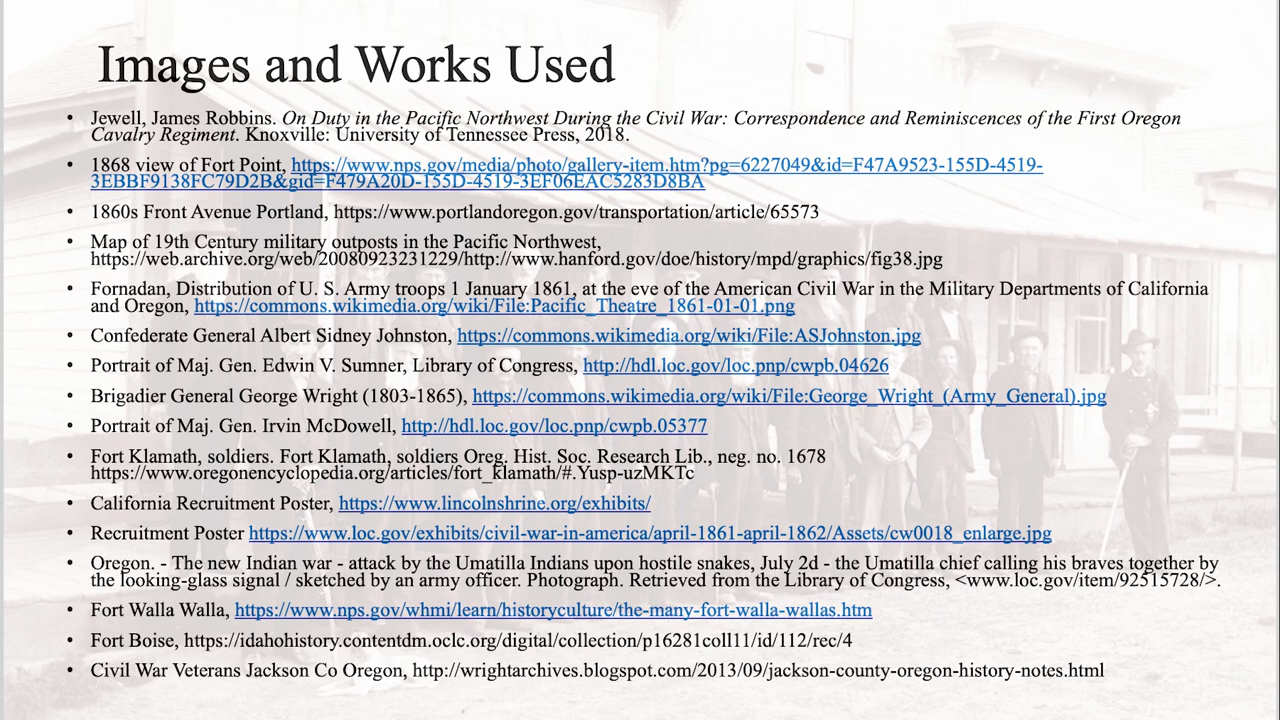 Images and Works Used
• Jewell, James Robbins. On Duty in the Pacific Northwest During the Civil War: Correspondence and Reminiscences of the First Oregon
Cavalry Regiment. Knoxville: University of Tennessee Press, 2018.
• 1868 view of Fort Point, https://www.nps.gov/media/photo/gallery-item.htm?pg=6227049&id=F47A9523-155D-4519-
3EBBF9138FC79D2B&gid=F479A20D-155D-4519-3EF06EAC5283D8BA
• 1860s Front Avenue Portland, https://www.portlandoregon.gov/transportation/article/65573
• Map of 19th Century military outposts in the Pacific Northwest,
https://web.archive.org/web/20080923231229/http://www.hanford.gov/doe/history/mpd/graphics/fig38.jpg
• Fornadan, Distribution of U. S. Army troops 1 January 1861, at the eve of the American Civil War in the Military Departments of California
and Oregon, https://commons.wikimedia.org/wiki/File:Pacific_Theatre_1861-01-01.png
• Confederate General Albert Sidney Johnston, https://commons.wikimedia.org/wiki/File:ASJohnston.jpg
• Portrait of Maj. Gen. Edwin V. Sumner, Library of Congress, http://hdl.loc.gov/loc.pnp/cwpb.04626
• Brigadier General George Wright (1803-1865), https://commons.wikimedia.org/wiki/File:George_Wright_(Army_General).jpg
• Portrait of Maj. Gen. Irvin McDowell, http://hdl.loc.gov/loc.pnp/cwpb.05377
• Fort Klamath, soldiers. Fort Klamath, soldiers Oreg. Hist. Soc. Research Lib., neg. no. 1678
https://www.oregonencyclopedia.org/articles/fort_klamath/#.Yusp-uzMKTc
• California Recruitment Poster, https://www.lincolnshrine.org/exhibits/
• Recruitment Poster https://www.loc.gov/exhibits/civil-war-in-america/april-1861-april-1862/Assets/cw0018_enlarge.jpg
• Oregon. - The new Indian war - attack by the Umatilla Indians upon hostile snakes, July 2d - the Umatilla chief calling his braves together by
the looking-glass signal / sketched by an army officer. Photograph. Retrieved from the Library of Congress, <www.loc.gov/item/92515728/>.
• Fort Walla Walla, https://www.nps.gov/whmi/learn/historyculture/the-many-fort-walla-wallas.htm
• Fort Boise, https://idahohistory.contentdm.oclc.org/digital/collection/p16281coll11/id/112/rec/4
• Civil War Veterans Jackson Co Oregon, http://wrightarchives.blogspot.com/2013/09/jackson-county-oregon-history-notes.html